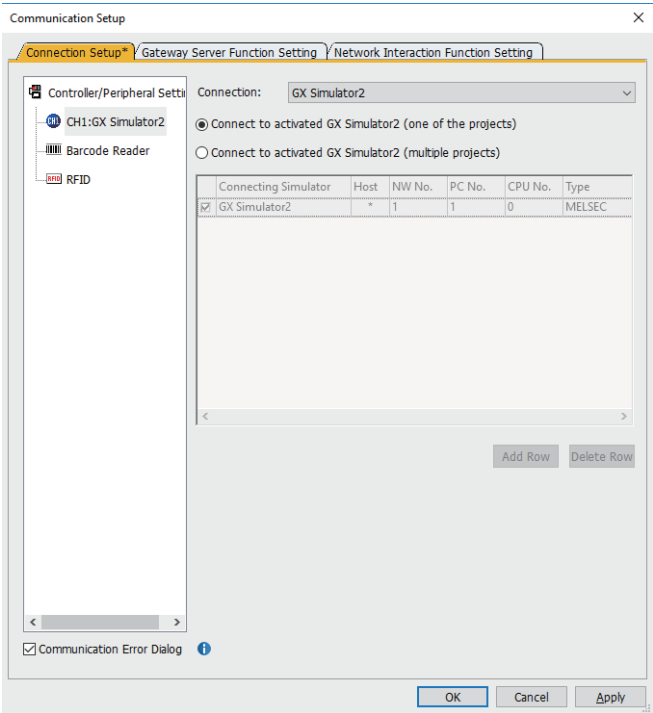 Communication Setup
Connection Setup* Gateway Server Function Setting Network Interaction Function Setting
Controller/Peripheral Setti
CH1 CH1:GX Simulator2
Barcode Reader
RFID RFID
Connection: GX Simulator2
Connect to activated GX Simulator2 (one of the projects)
Connect to activated GX Simulator2 (multiple projects)
Connecting Simulator Host NW No. PC No. CPU No. Type
GX Simulator2 * 1 1 0 MELSEC
Add Row Delete Row
Communication Error Dialog
OK Cancel Apply